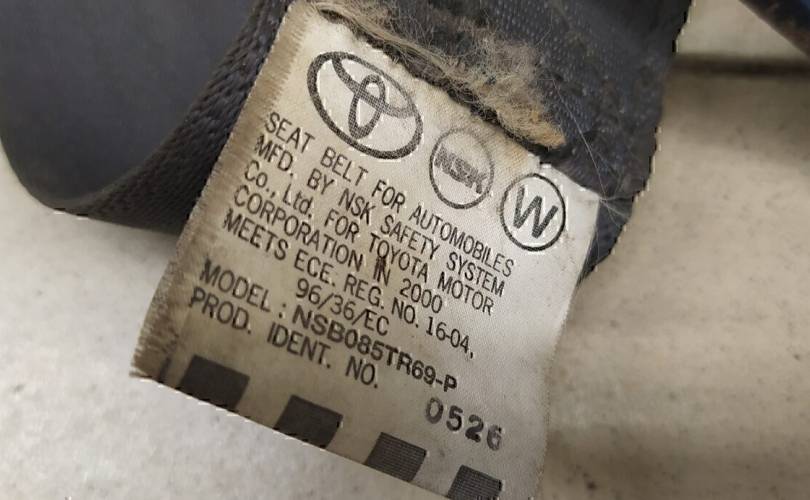 NSK
W
SEAT BELT FOR AUTOMOBILES
MFD. BY NSK SAFETY SYSTEM
Co., Ltd. FOR TOYOTA MOTOR
CORPORATION IN 2000
MEETS ECE. REG. NO. 16-04,
96/36/EC
MODEL : NSB085TR69-P
PROD. IDENT. NO.
0526